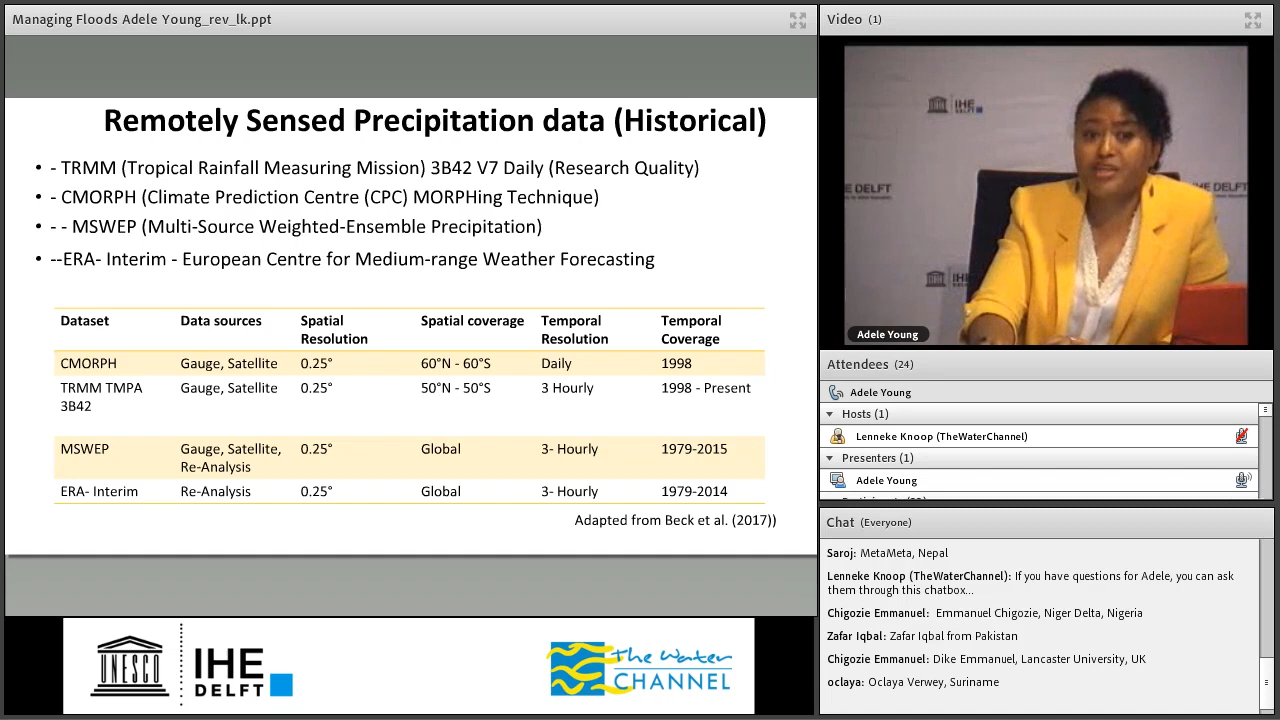 Managing Floods Adele Young_rev_lk.ppt
Remotely Sensed Precipitation data (Historical)
• - TRMM (Tropical Rainfall Measuring Mission) 3B42 V7 Daily (Research Quality)
• - CMORPH (Climate Prediction Centre (CPC) MORPHing Technique)
• - - MSWEP (Multi-Source Weighted-Ensemble Precipitation)
• --ERA- Interim - European Centre for Medium-range Weather Forecasting
Dataset Data sources Spatial Resolution Spatial coverage Temporal Resolution Temporal Coverage
CMORPH Gauge, Satellite 0.25° 60°N - 60°S Daily 1998
TRMM TMPA 3B42 Gauge, Satellite 0.25° 50°N - 50°S 3 Hourly 1998 - Present
MSWEP Gauge, Satellite, Re-Analysis 0.25° Global 3- Hourly 1979-2015
ERA- Interim Re-Analysis 0.25° Global 3- Hourly 1979-2014
Adapted from Beck et al. (2017))
UNESCO
IHE
DELFT
The Water
CHANNEL
Video (1)
IHE
DELFT
E DELFT
IHE DELFT
IHE
Adele Young
Attendees (24)
Adele Young
Hosts (1)
Lenneke Knoop (TheWaterChannel)
Presenters (1)
Adele Young
Chat (Everyone)
Saroj: MetaMeta, Nepal
Lenneke Knoop (TheWaterChannel): If you have questions for Adele, you can ask
them through this chatbox...
Chigozie Emmanuel: Emmanuel Chigozie, Niger Delta, Nigeria
Zafar Iqbal: Zafar Iqbal from Pakistan
Chigozie Emmanuel: Dike Emmanuel, Lancaster University, UK
oclaya: Oclaya Verwey, Suriname